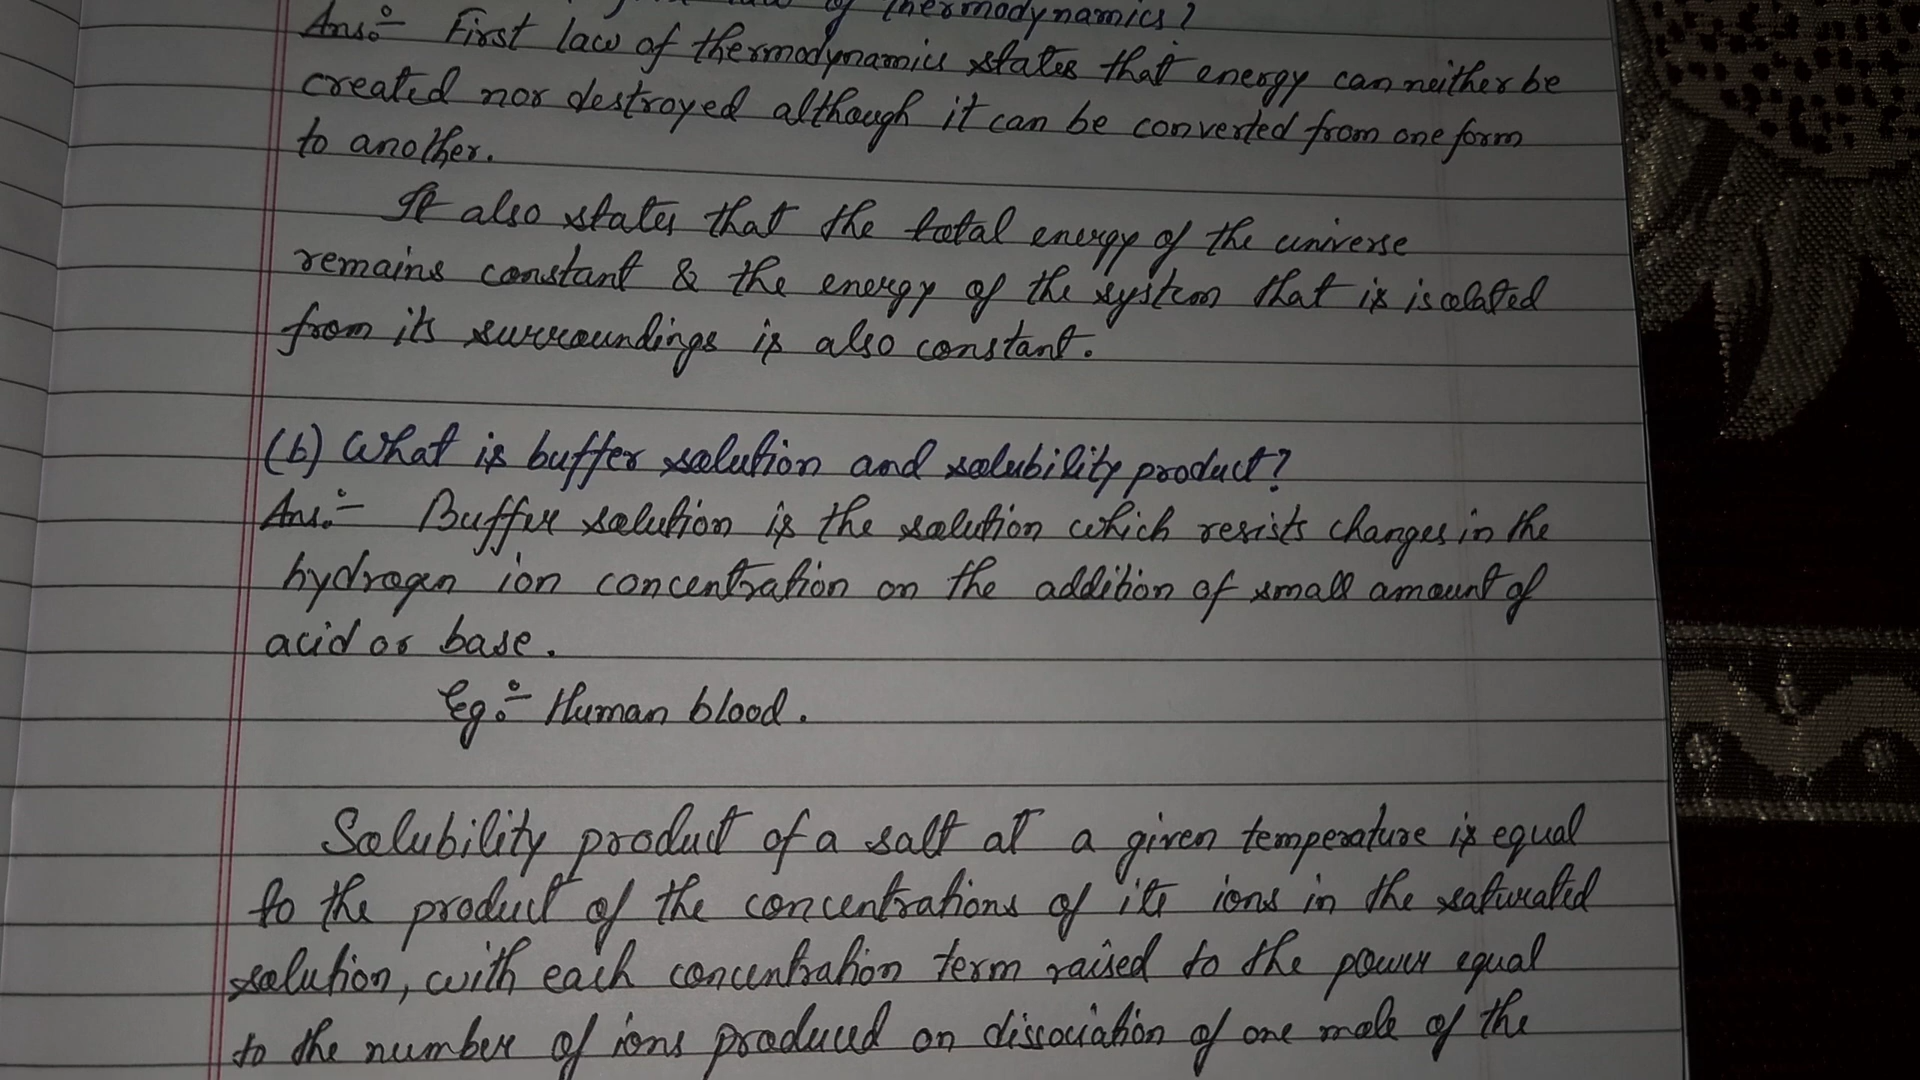 of thermodynamics?
Ans:- First law of thermodynamics states that energy can neither be
created nor destroyed although it can be converted from one form
to another.
It also states that the total energy of the universe
remains constant & the energy of the system that is isolated
from its surroundings is also constant.
(b) What is buffer solution and solubility product?
Ans:- Buffer solution is the solution which resists changes in the
hydrogen ion concentration on the addition of small amount of
acid or base.
Eg:- Human blood.
Solubility product of a salt at a given temperature is equal
to the product of the concentrations of its ions in the saturated
solution, with each concentration term raised to the power equal
to the number of ions produced on dissociation of one mole of the